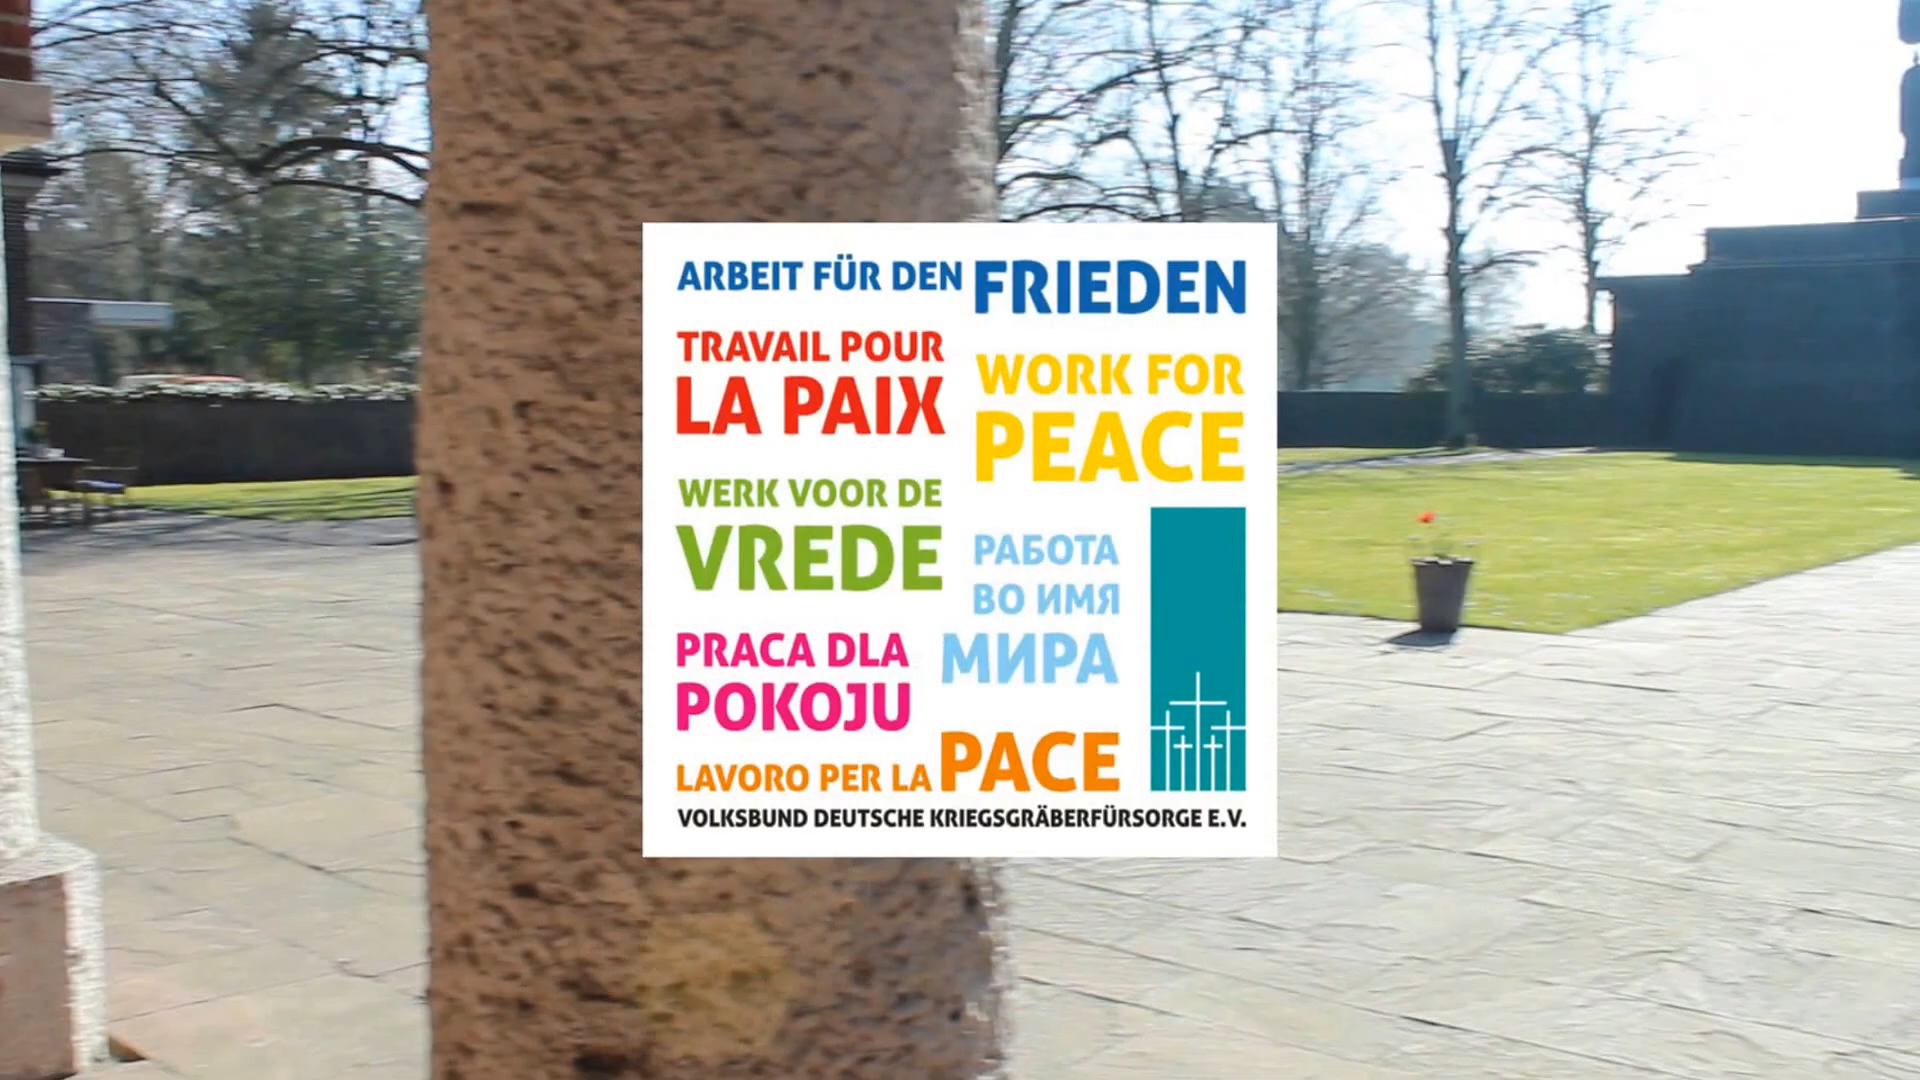 ARBEIT FÜR DEN FRIEDEN
TRAVAIL POUR
LA PAIX
WORK FOR
PEACE
WERK VOOR DE
VREDE
РАБОТА
ВО ИМЯ
МИРА
PRACA DLA
POKOJU
LAVORO PER LA PACE
VOLKSBUND DEUTSCHE KRIEGSGRÄBERFÜRSORGE E.V.